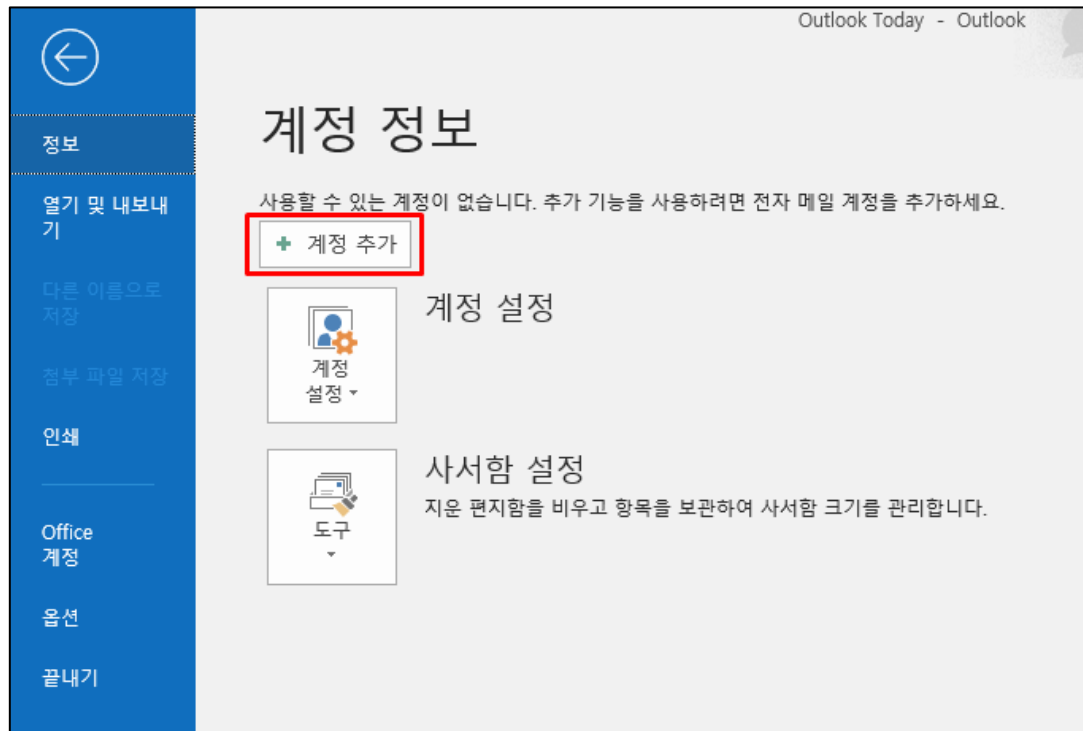 Outlook Today - Outlook
정보
열기 및 내보내
기
다른 이름으로
저장
첨부 파일 저장
인쇄
Office
계정
옵션
끝내기
계정 정보
사용할 수 있는 계정이 없습니다. 추가 기능을 사용하려면 전자 메일 계정을 추가하세요.
+ 계정 추가
계정
설정
계정 설정
도구
사서함 설정
지운 편지함을 비우고 항목을 보관하여 사서함 크기를 관리합니다.